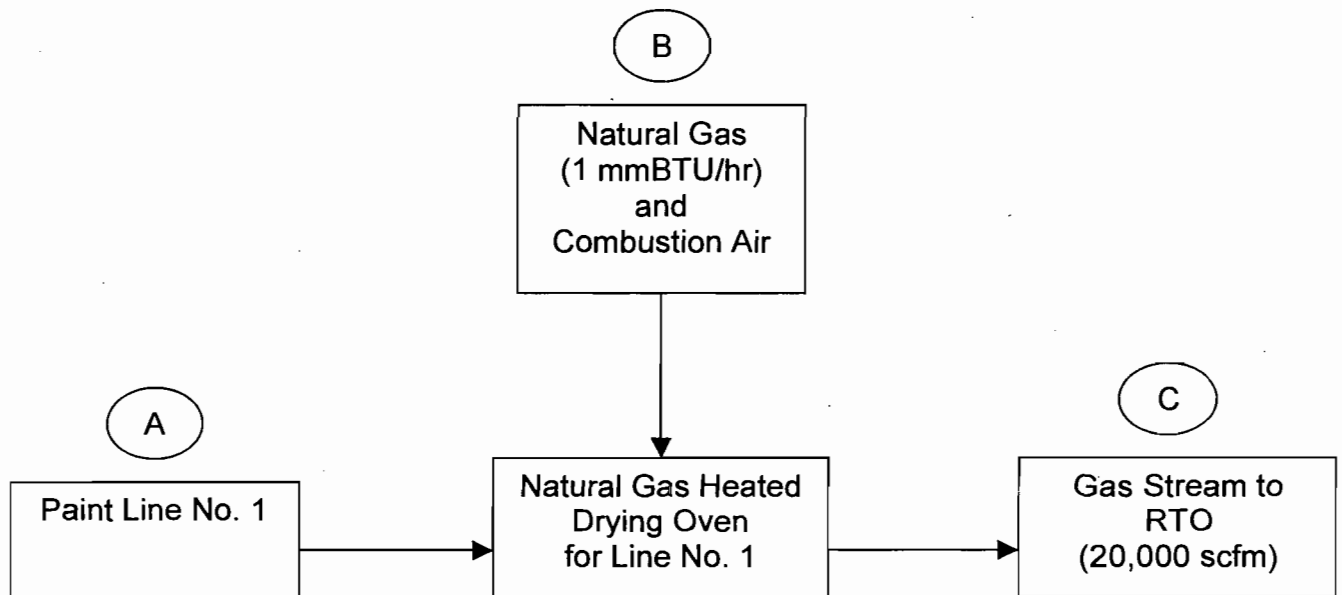 B
Natural Gas
(1 mmBTU/hr)
and
Combustion Air
A
Paint Line No. 1
Natural Gas Heated
Drying Oven
for Line No. 1
C
Gas Stream to
RTO
(20,000 scfm)